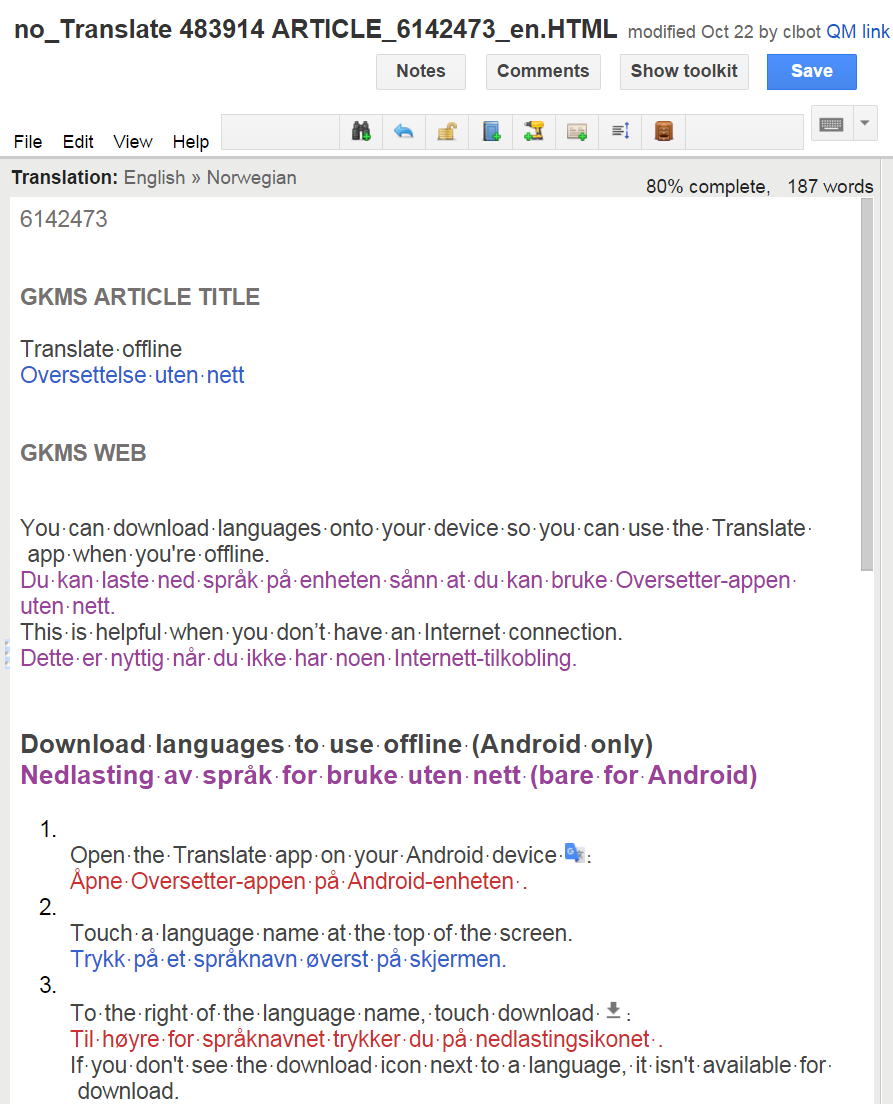 no_Translate 483914 ARTICLE_6142473_en.HTML modified Oct 22 by clbot QM link
Notes Comments Show toolkit Save
File Edit View Help
Translation: English » Norwegian
80% complete, 187 words
6142473
GKMS ARTICLE TITLE
Translate·offline
Oversettelse·uten·nett
GKMS WEB
You·can·download·languages·onto·your·device·so·you·can·use·the·Translate·
app·when·you're·offline.
Du·kan·laste·ned·språk·på·enheten·sånn·at·du·kan·bruke·Oversetter-appen·
uten·nett.
This·is·helpful·when·you·don’t·have·an·Internet·connection.
Dette·er·nyttig·når·du·ikke·har·noen·Internett-tilkobling.
Download·languages·to·use·offline·(Android·only)
Nedlasting·av·språk·for·bruke·uten·nett·(bare·for·Android)
1.
Open·the·Translate·app·on·your·Android·device·.
Åpne·Oversetter-appen·på·Android-enheten·.
2.
Touch·a·language·name·at·the·top·of·the·screen.
Trykk·på·et·språknavn·øverst·på·skjermen.
3.
To·the·right·of·the·language·name,·touch·download·.
Til·høyre·for·språknavnet·trykker·du·på·nedlastingsikonet·.
If·you·don't·see·the·download·icon·next·to·a·language,·it·isn't·available·for·
download.